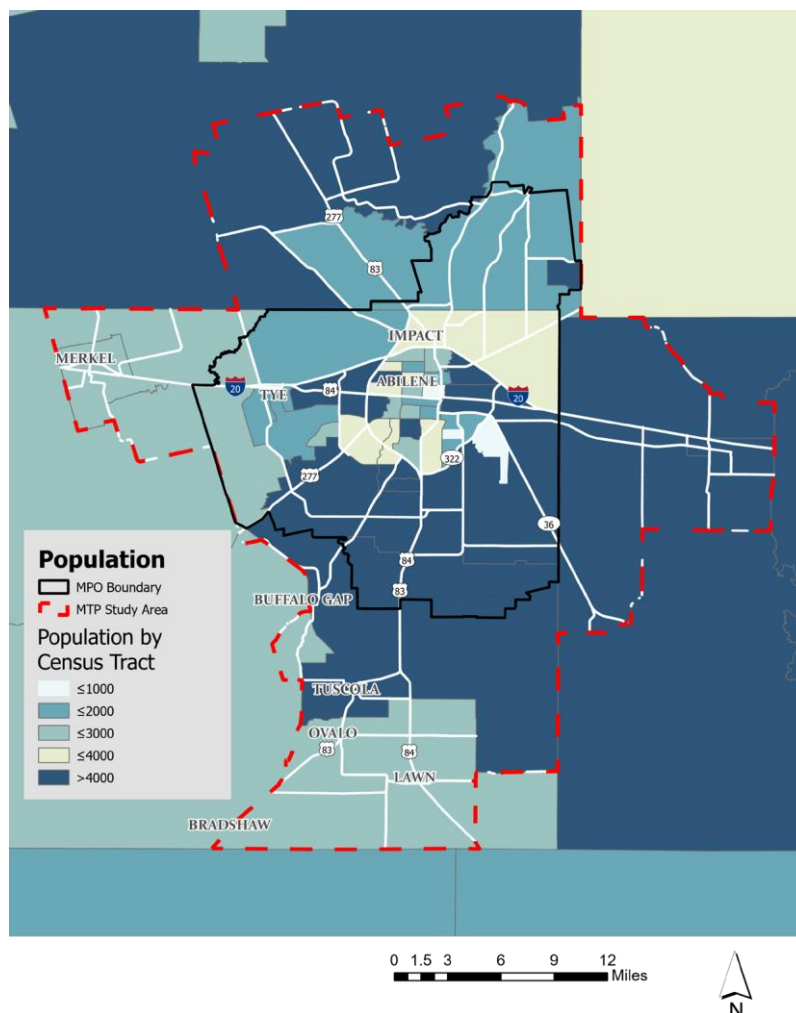 277
83
IMPACT
MERKEL
ABILENE
20
TYE
84
20
322
277
36
84
83
BUFFALO GAP
TUSCOLA
OVALO
83
84
LAWN
BRADSHAW
Population
MPO Boundary
MTP Study Area
Population by
Census Tract
≤1000
≤2000
≤3000
≤4000
>4000
0 1.5 3 6 9 12
Miles
N